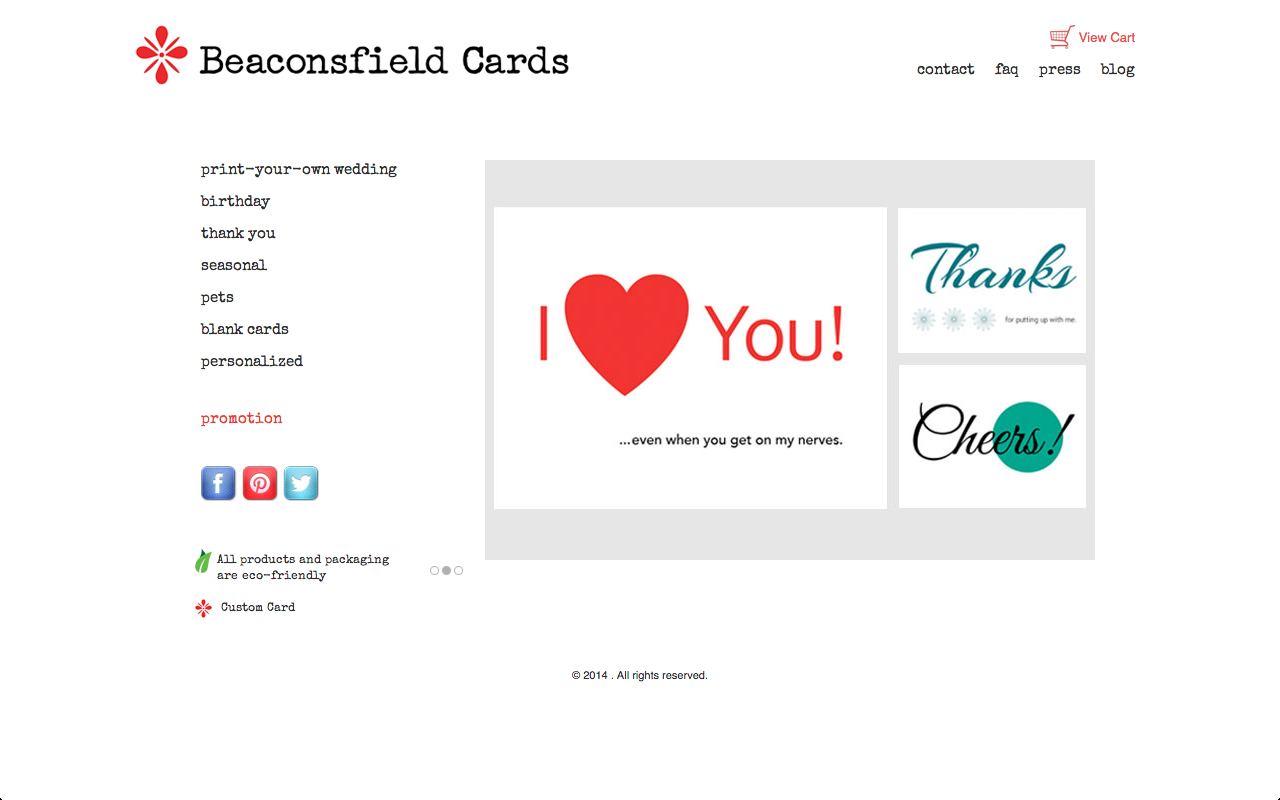 Beaconsfield Cards
View Cart
contact faq press blog
print-your-own wedding
birthday
thank you
seasonal
pets
blank cards
personalized
promotion
All products and packaging
are eco-friendly
Custom Card
I You!
...even when you get on my nerves.
Thanks
for putting up with me.
Cheers!
© 2014 . All rights reserved.